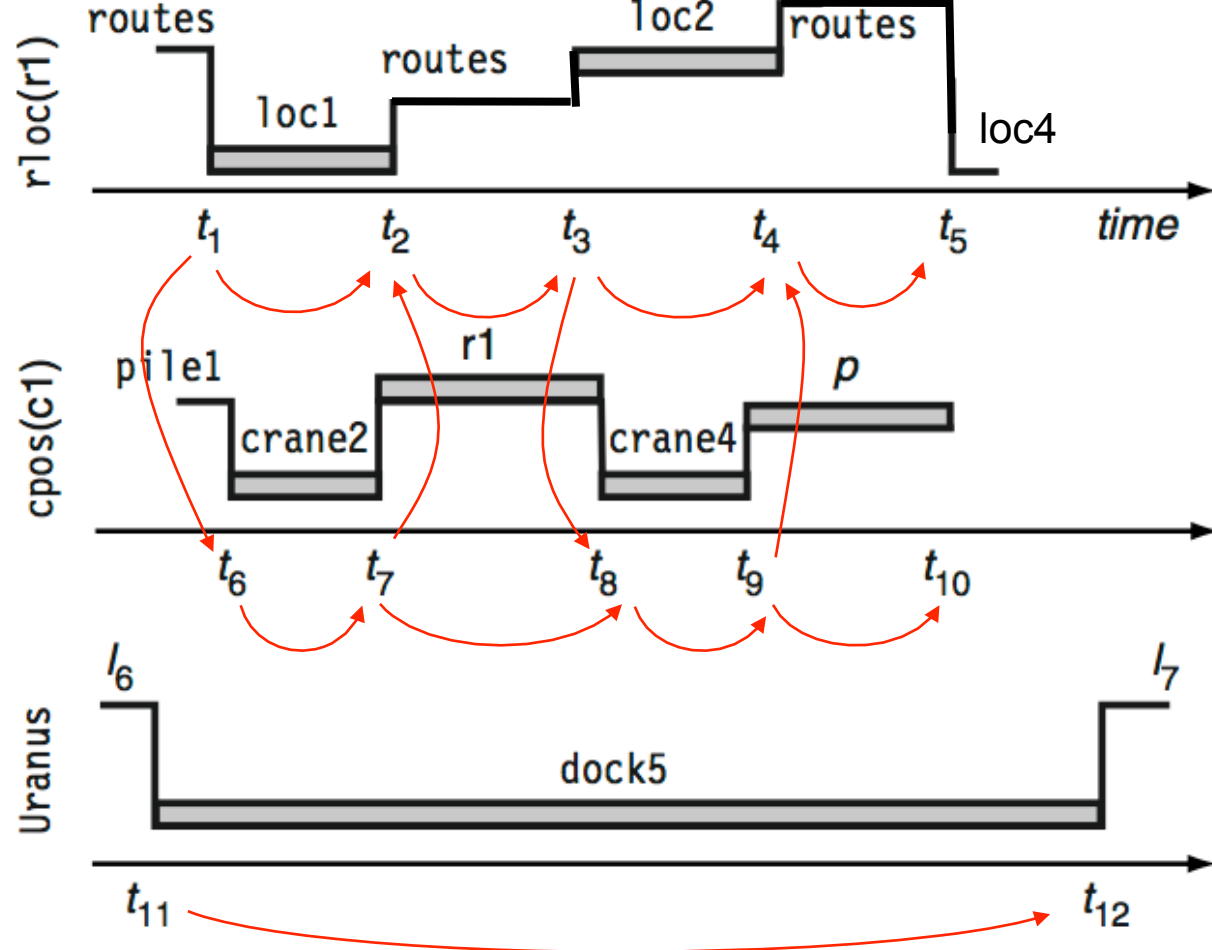 routes
loc2
routes
routes
loc1
loc4
rloc(r1)
t1 t2 t3 t4 t5 time
r1
pile1
p
crane2
crane4
cpos(c1)
t6 t7 t8 t9 t10
l6
l7
dock5
Uranus
t11 t12